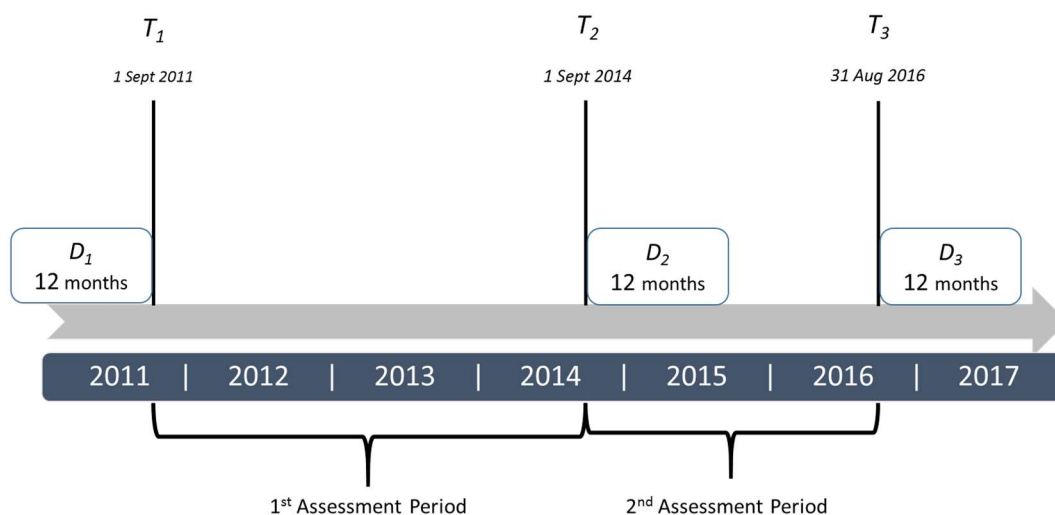 T1
T2
T3
1 Sept 2011
1 Sept 2014
31 Aug 2016
D1
12 months
D2
12 months
D3
12 months
2011 | 2012 | 2013 | 2014 | 2015 | 2016 | 2017
1st Assessment Period
2nd Assessment Period